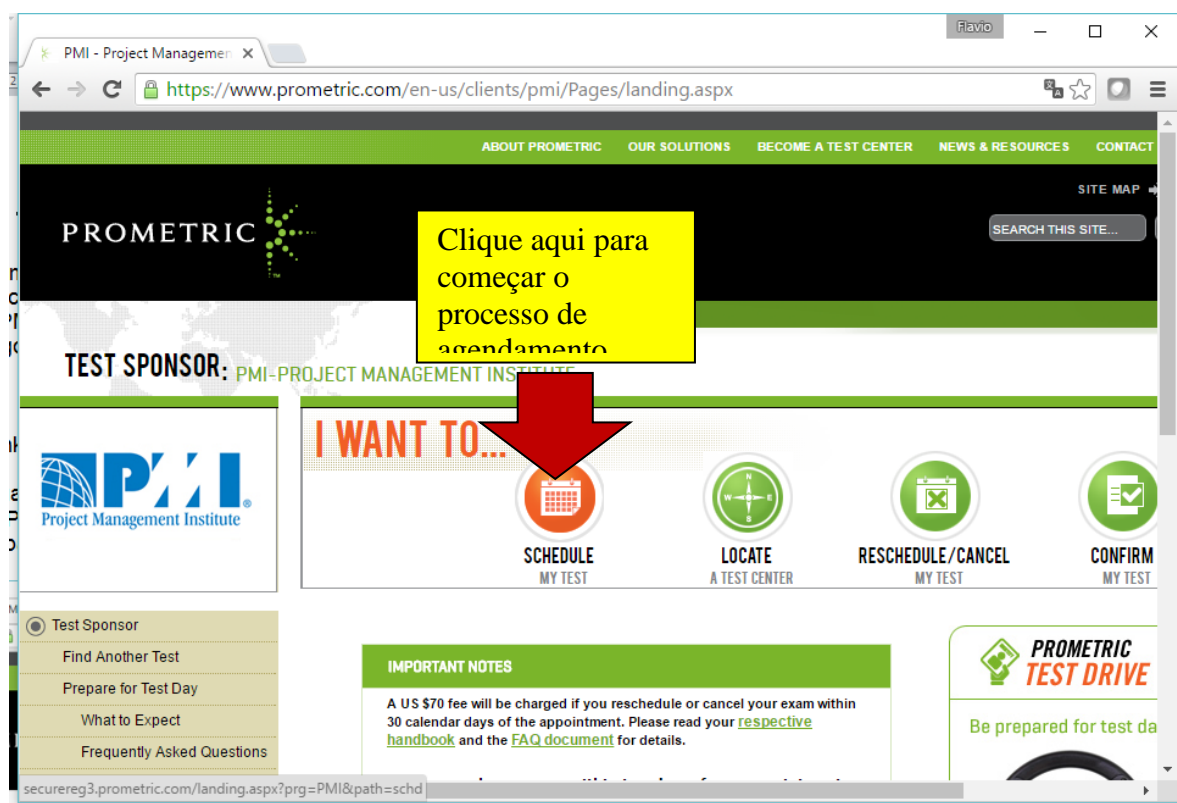 Flavio
PMI - Project Managemen
https://www.prometric.com/en-us/clients/pmi/Pages/landing.aspx
ABOUT PROMETRIC OUR SOLUTIONS BECOME A TEST CENTER NEWS & RESOURCES CONTACT
SITE MAP
PROMETRIC
SEARCH THIS SITE...
Clique aqui para
começar o
processo de
agendamento
TEST SPONSOR: PMI-PROJECT MANAGEMENT INSTITUTE
I WANT TO...
PMI
Project Management Institute
SCHEDULE
MY TEST
LOCATE
A TEST CENTER
RESCHEDULE/CANCEL
MY TEST
CONFIRM
MY TEST
Test Sponsor
Find Another Test
Prepare for Test Day
What to Expect
Frequently Asked Questions
IMPORTANT NOTES
A US $70 fee will be charged if you reschedule or cancel your exam within
30 calendar days of the appointment. Please read your respective
handbook and the FAQ document for details.
PROMETRIC
TEST DRIVE
Be prepared for test da
securereg3.prometric.com/landing.aspx?prg=PMI&path=schd